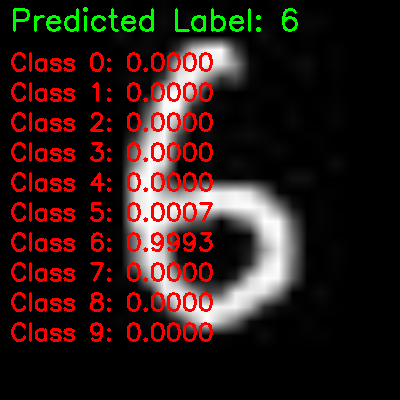 Predicted Label: 6
Class 0: 0.0000
Class 1: 0.0000
Class 2: 0.0000
Class 3: 0.0000
Class 4: 0.0000
Class 5: 0.0007
Class 6: 0.9993
Class 7: 0.0000
Class 8: 0.0000
Class 9: 0.0000
6